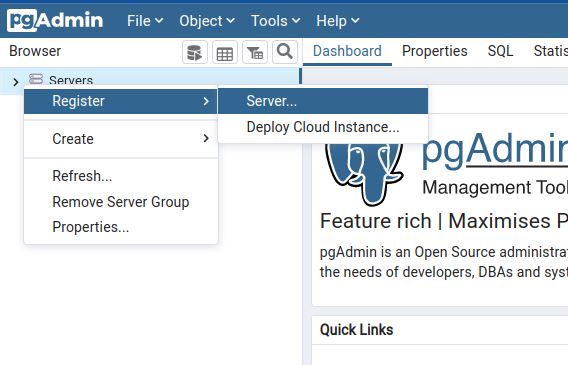 pgAdmin File Object Tools Help
Browser Dashboard Properties SQL Statis
Servers
Register Server...
Deploy Cloud Instance...
Create
Refresh...
Remove Server Group
Properties...
pgAdmin
Management Tool
Feature rich | Maximises P
pgAdmin is an Open Source administrat
the needs of developers, DBAs and syst
Quick Links